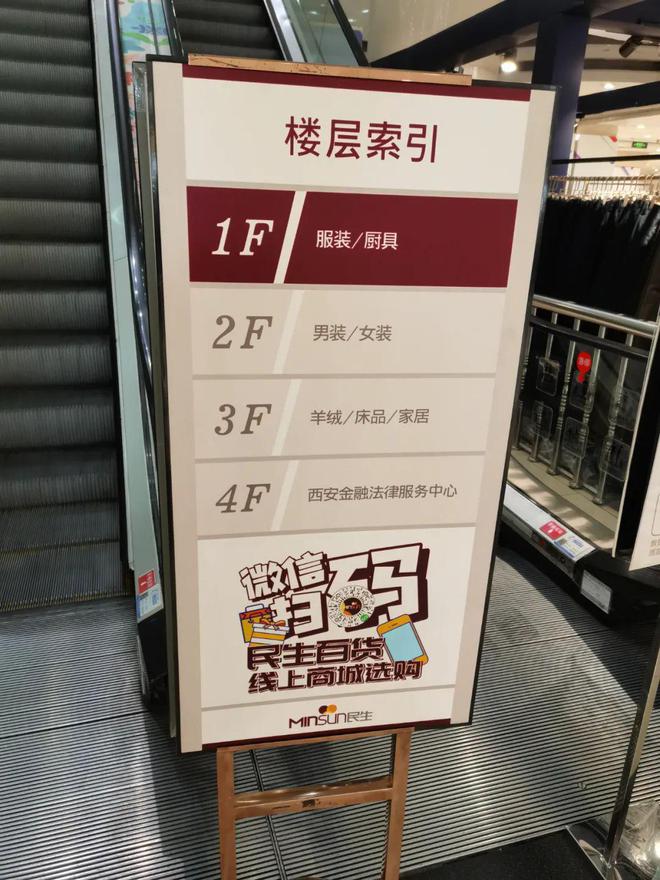 楼层索引
1F 服装/厨具
2F 男装/女装
3F 羊绒/床品/家居
4F 西安金融法律服务中心
微信
扫码
民生百货
线上商城选购
MINSUN民生